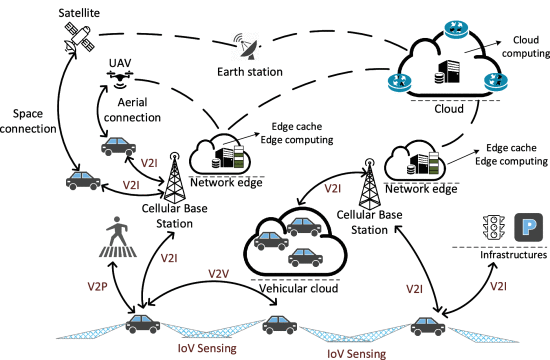 Satellite
Earth station
Cloud
computing
Cloud
UAV
Aerial
connection
Space
connection
V2I
V2I
Edge cache
Edge computing
Network edge
Cellular Base
Station
V2I
Edge cache
Edge computing
Network edge
Cellular Base
Station
P
Infrastructures
V2P
V2I
V2V
Vehicular cloud
V2I
V2I
IoV Sensing
IoV Sensing